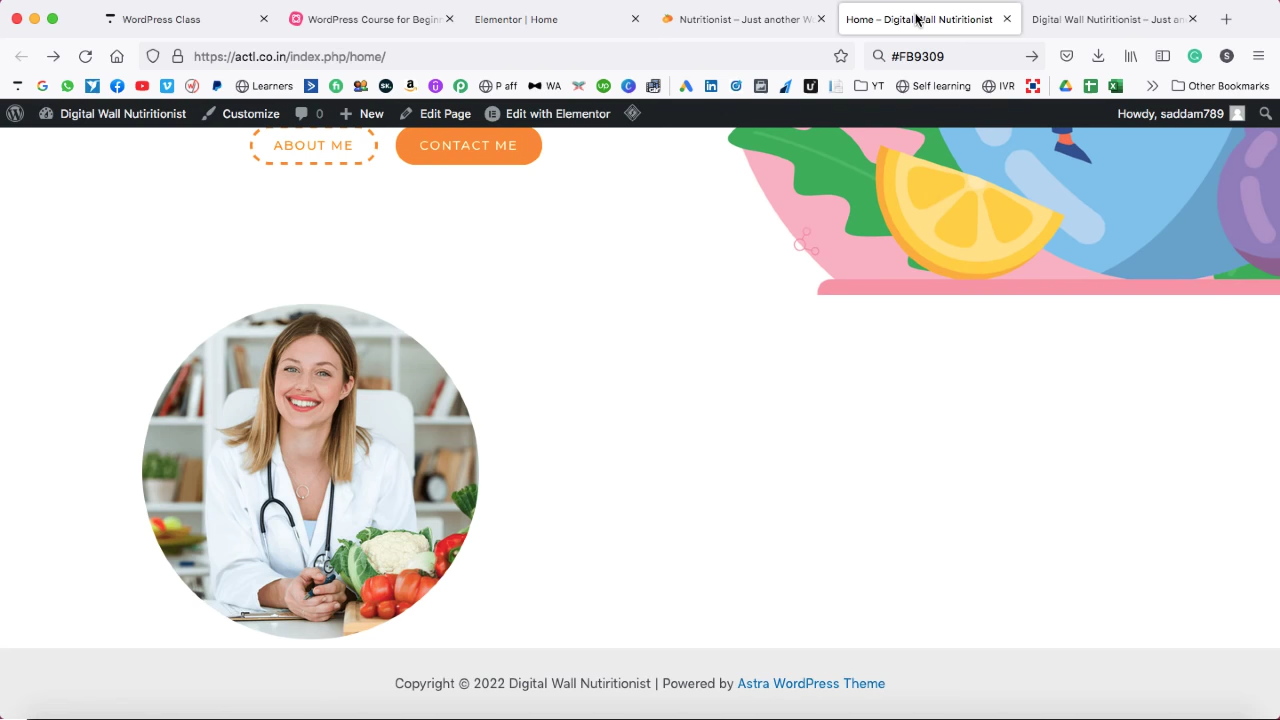 WordPress Class
WordPress Course for Beginn
Elementor | Home
Nutritionist – Just another W
Home – Digital Wall Nutiritionist
Digital Wall Nutiritionist – Just an
https://actl.co.in/index.php/home/
#FB9309
Learners
P aff
WA
YT
Self learning
IVR
Other Bookmarks
Digital Wall Nutiritionist
Customize
0
New
Edit Page
Edit with Elementor
Howdy, saddam789
ABOUT ME
CONTACT ME
Copyright © 2022 Digital Wall Nutiritionist | Powered by Astra WordPress Theme